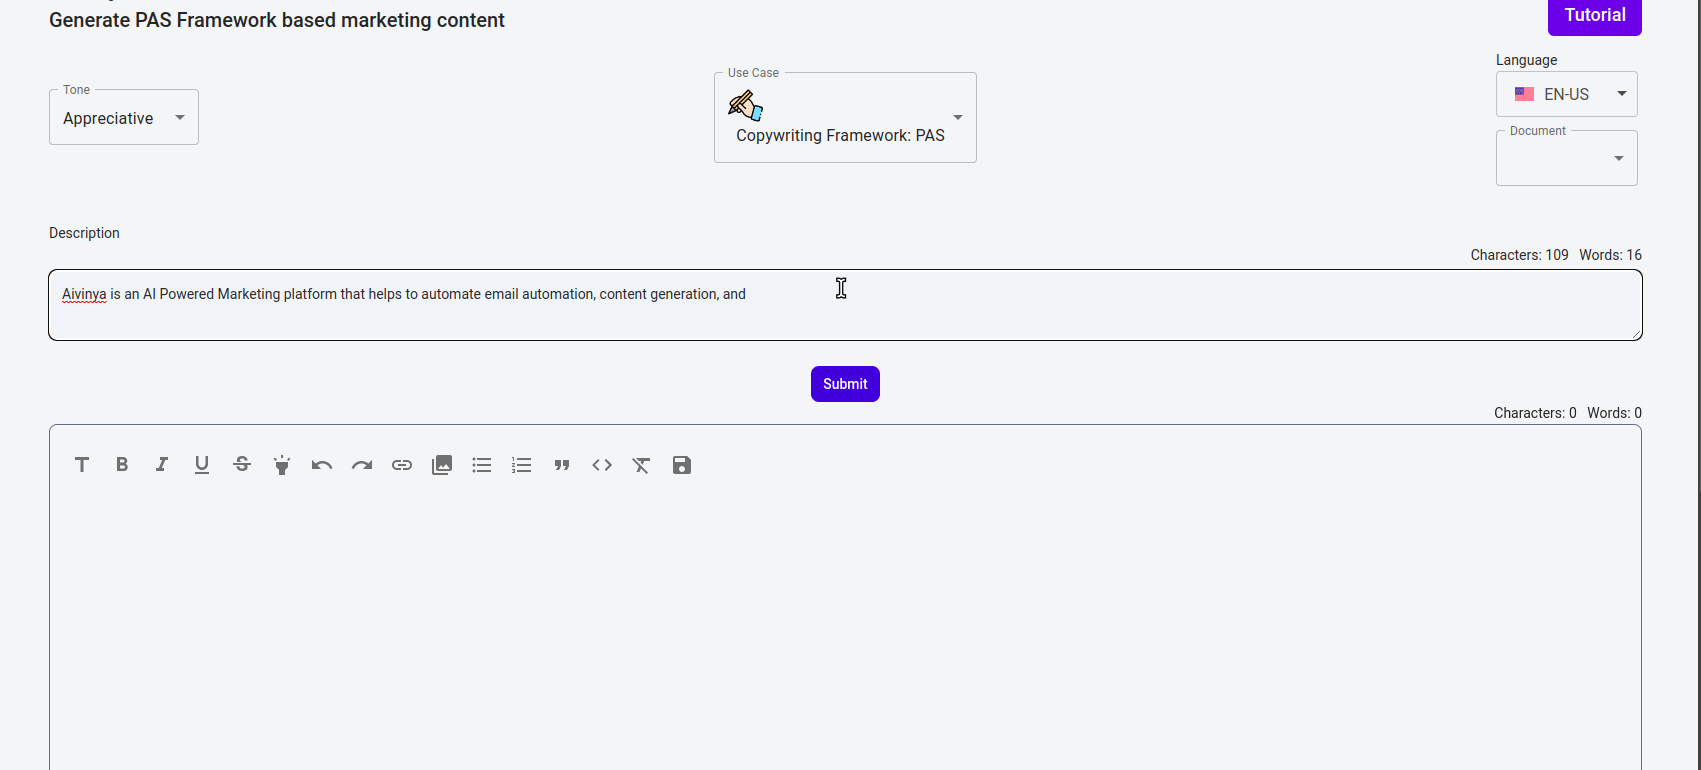 Generate PAS Framework based marketing content
Tutorial
Tone
Appreciative
Use Case
Copywriting Framework: PAS
Language
EN-US
Document
Description
Characters: 109 Words: 16
Aivinya is an AI Powered Marketing platform that helps to automate email automation, content generation, and
Submit
Characters: 0 Words: 0